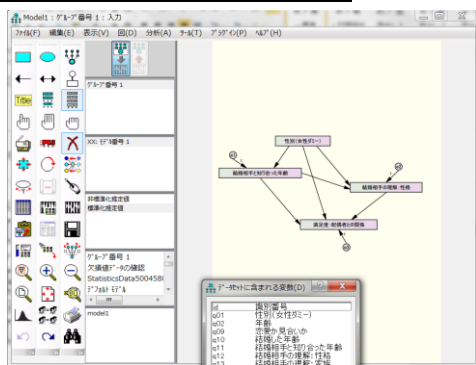 Model1 : ｸﾞﾙｰﾌﾟ番号 1 : 入力
ﾌｧｲﾙ(F) 編集(E) 表示(V) 図(D) 分析(A) ﾂｰﾙ(T) ﾌﾟﾗｸﾞｲﾝ(P) ﾍﾙﾌﾟ(H)
Title
ｸﾞﾙｰﾌﾟ番号 1
XX: ﾓﾃﾞﾙ番号 1
非標準化推定値
標準化推定値
ｸﾞﾙｰﾌﾟ番号 1
欠損値ﾃﾞｰﾀの確認
StatisticsData500458
ﾃﾞﾌｫﾙﾄ ﾓﾃﾞﾙ
model1
性別(女性ダミー)
結婚相手と知り合った年齢
結婚相手の理解:性格
満足度:配偶者との関係
ﾃﾞｰﾀｾｯﾄに含まれる変数(D)
id 識別番号
q01 性別(女性ダミー)
q02 年齢
q09 恋愛か見合いか
q10 結婚した年齢
q11 結婚相手と知り合った年齢
q12 結婚相手の理解:性格